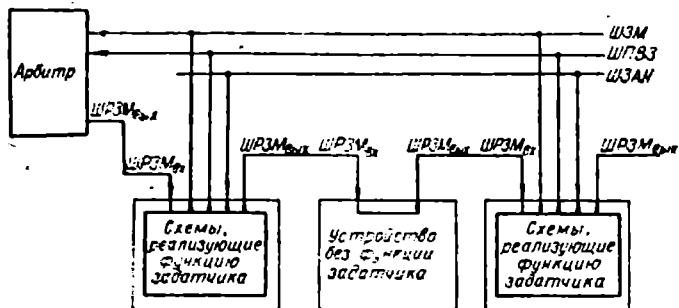 ШЗМ
ШПВЗ
ШЗАН
Арбитр
ШРЗМвых
ШРЗМвх
ШРЗМвых
ШРЗМвх
ШРЗМвых
ШРЗМвх
ШРЗМвых
Схемы,
реализующие
функцию
задатчика
Устройство
без функции
задатчика
Схемы,
реализующие
функцию
задатчика